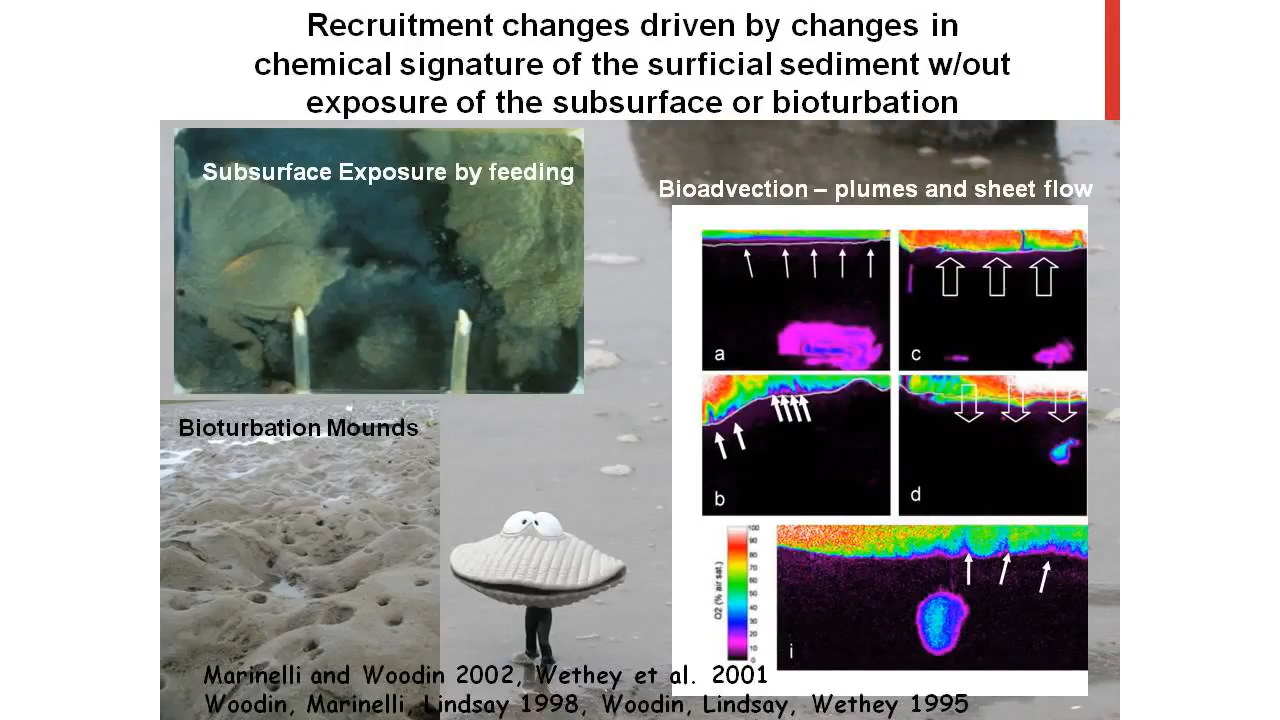 Recruitment changes driven by changes in
chemical signature of the surficial sediment w/out
exposure of the subsurface or bioturbation
Subsurface Exposure by feeding
Bioadvection – plumes and sheet flow
a
c
Bioturbation Mounds
b
d
O2 (% air sat.)
100
90
80
70
60
50
40
30
20
10
0
i
Marinelli and Woodin 2002, Wethey et al. 2001
Woodin, Marinelli, Lindsay 1998, Woodin, Lindsay, Wethey 1995